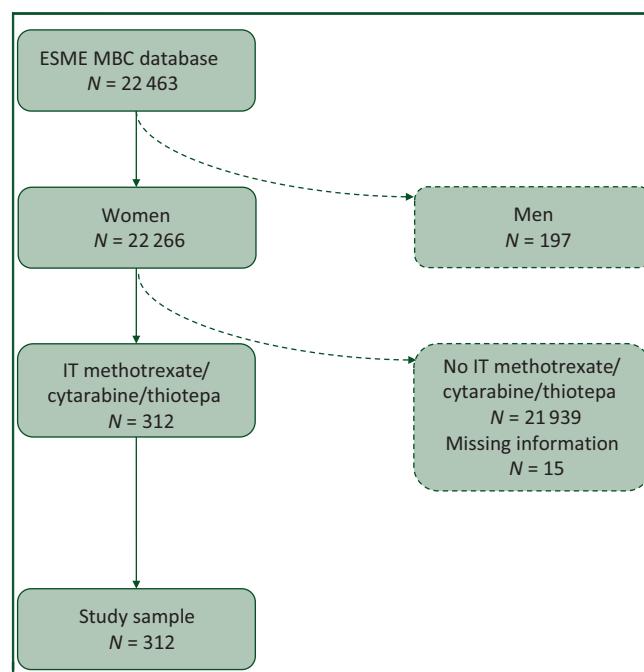 ESME MBC database
N = 22 463
Women
N = 22 266
Men
N = 197
IT methotrexate/
cytarabine/thiotepa
N = 312
No IT methotrexate/
cytarabine/thiotepa
N = 21 939
Missing information
N = 15
Study sample
N = 312